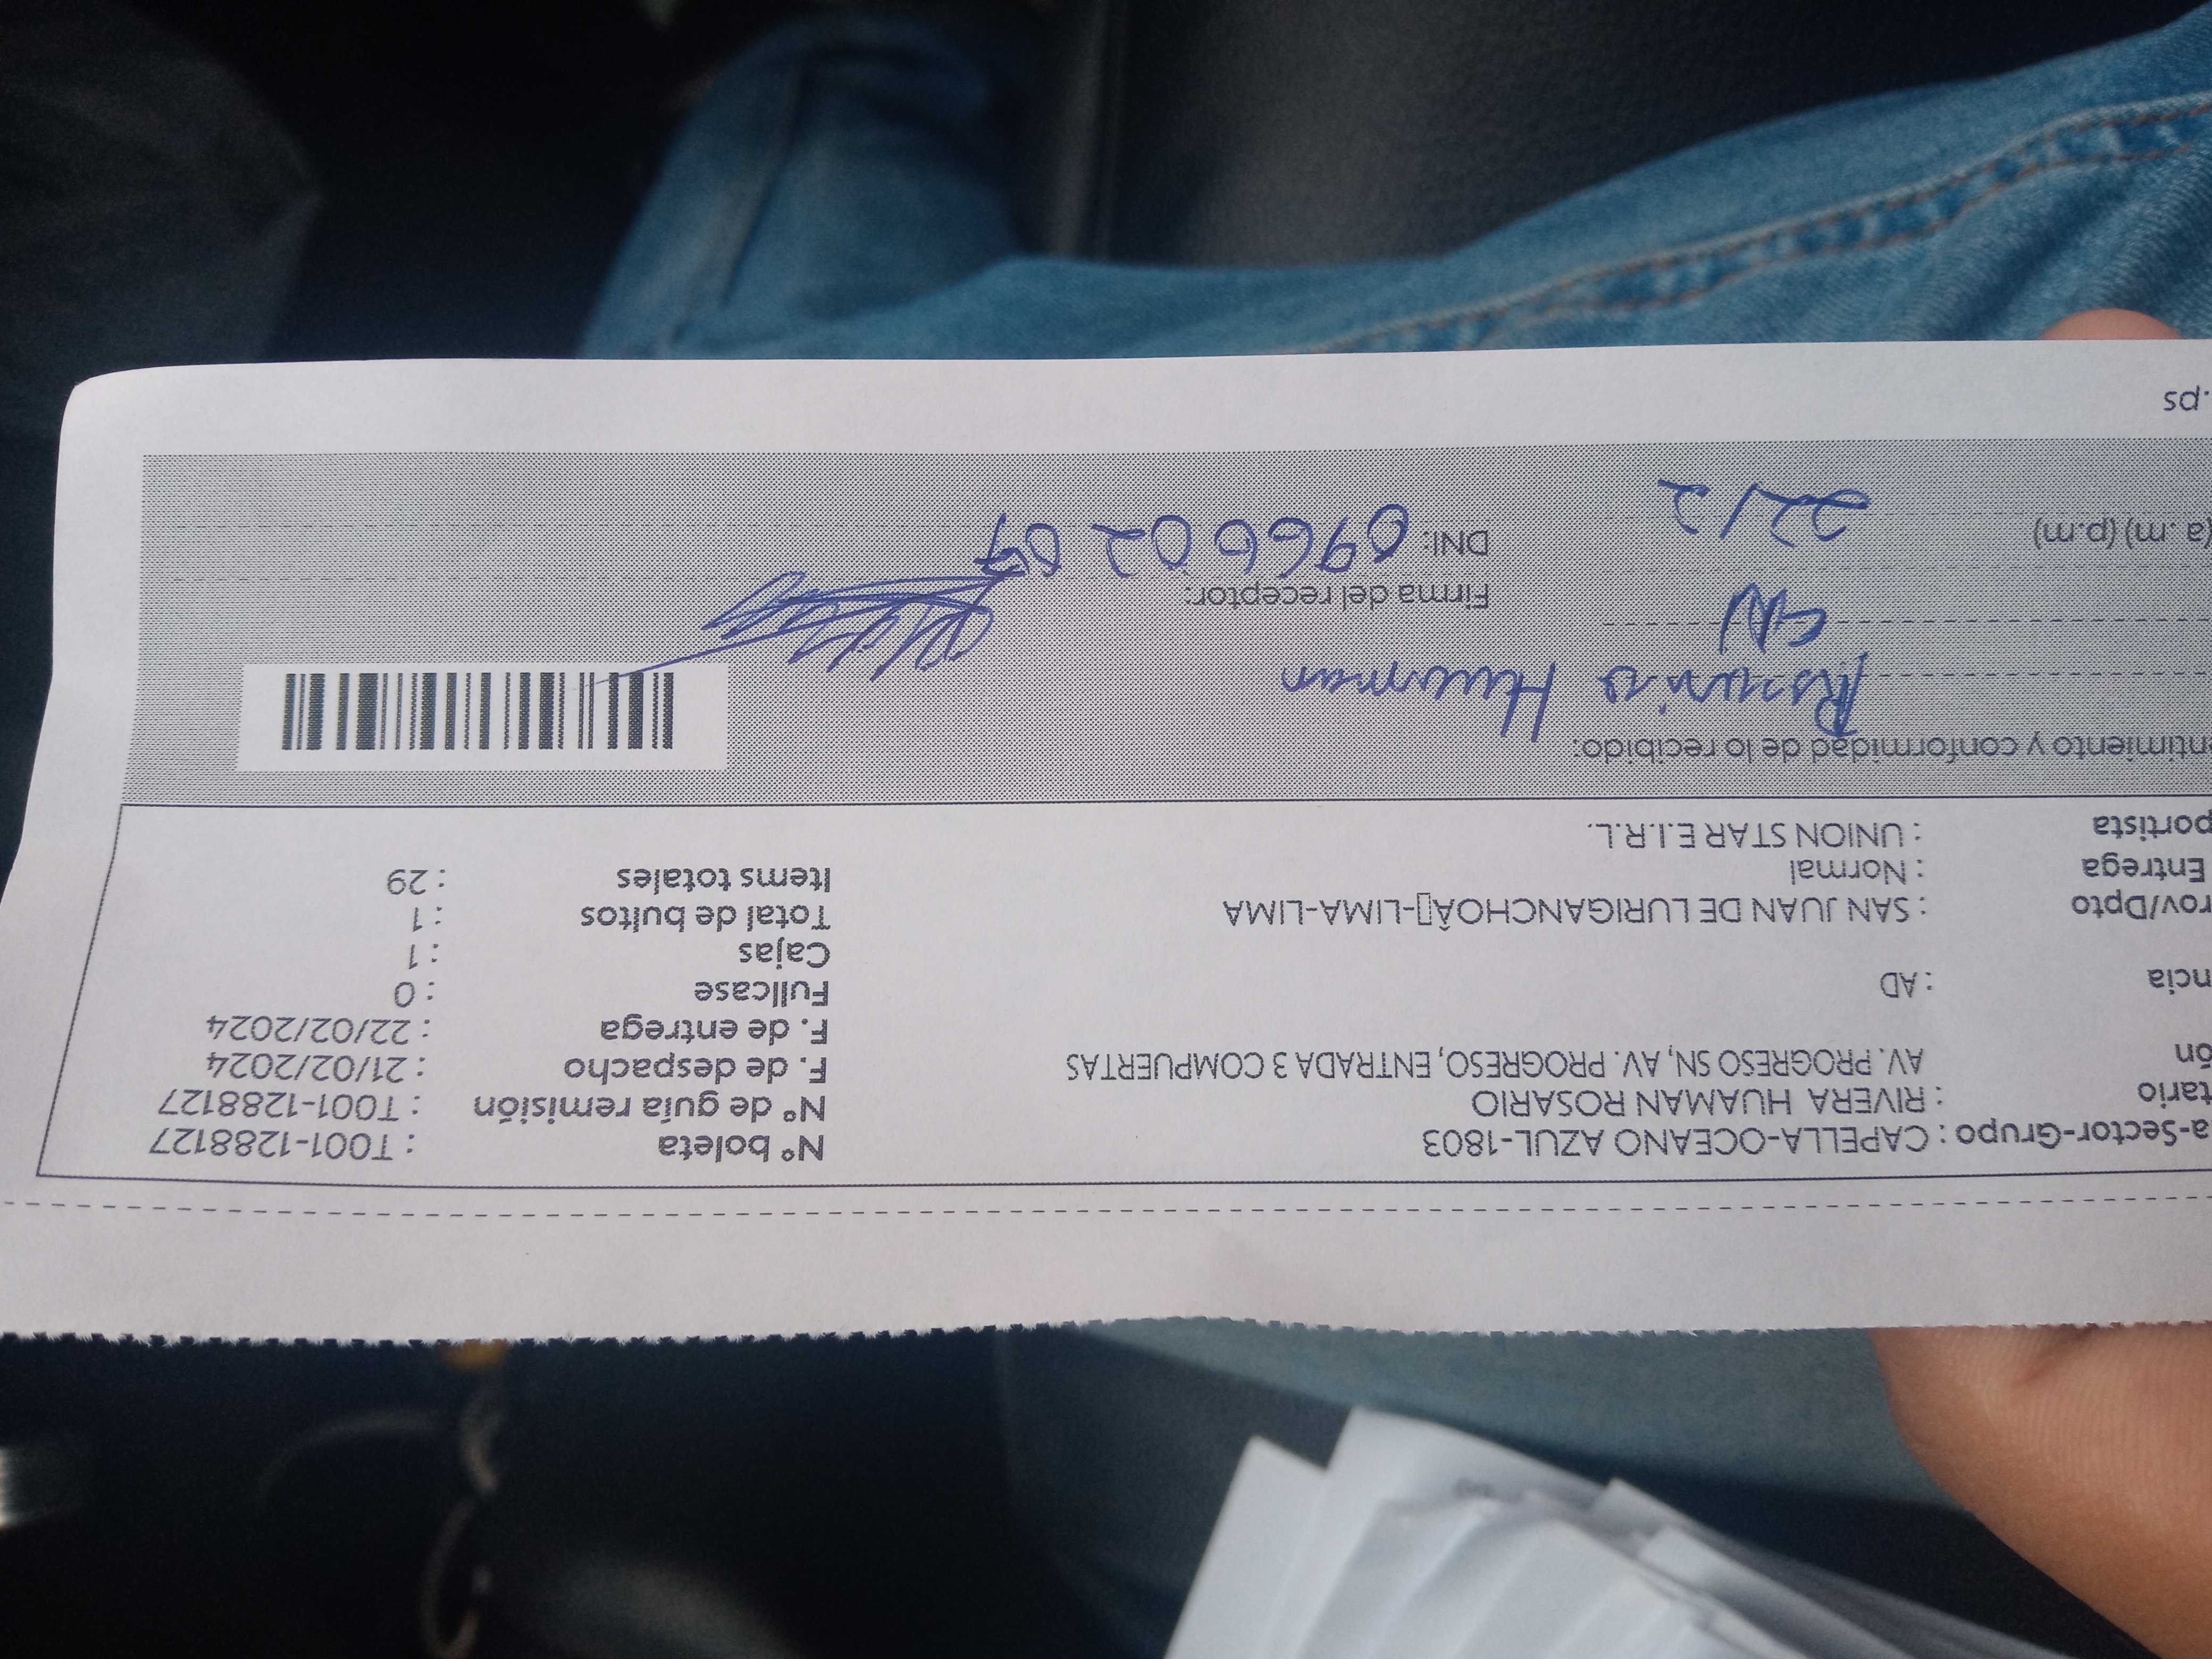 a-Sector-Grupo : CAPELLA-OCEANO AZUL-1803
tario : RIVERA HUAMAN ROSARIO
ón AV. PROGRESO SN, AV. PROGRESO, ENTRADA 3 COMPUERTAS
ncia : AD
rov/Dpto : SAN JUAN DE LURIGANCHOÂ▯-LIMA-LIMA
Entrega : Normal
portista : UNION STAR E.I.R.L.
N° boleta : T001-1288127
N° de guía remisión : T001-1288127
F. de despacho : 21/02/2024
F. de entrega : 22/02/2024
Fullcase : 0
Cajas : 1
Total de bultos : 1
Items totales : 29
entimiento y conformidad de lo recibido:
Rosario Huaman
Firma del receptor:
(a. m) (p.m) 22/2
DNI:
.ps